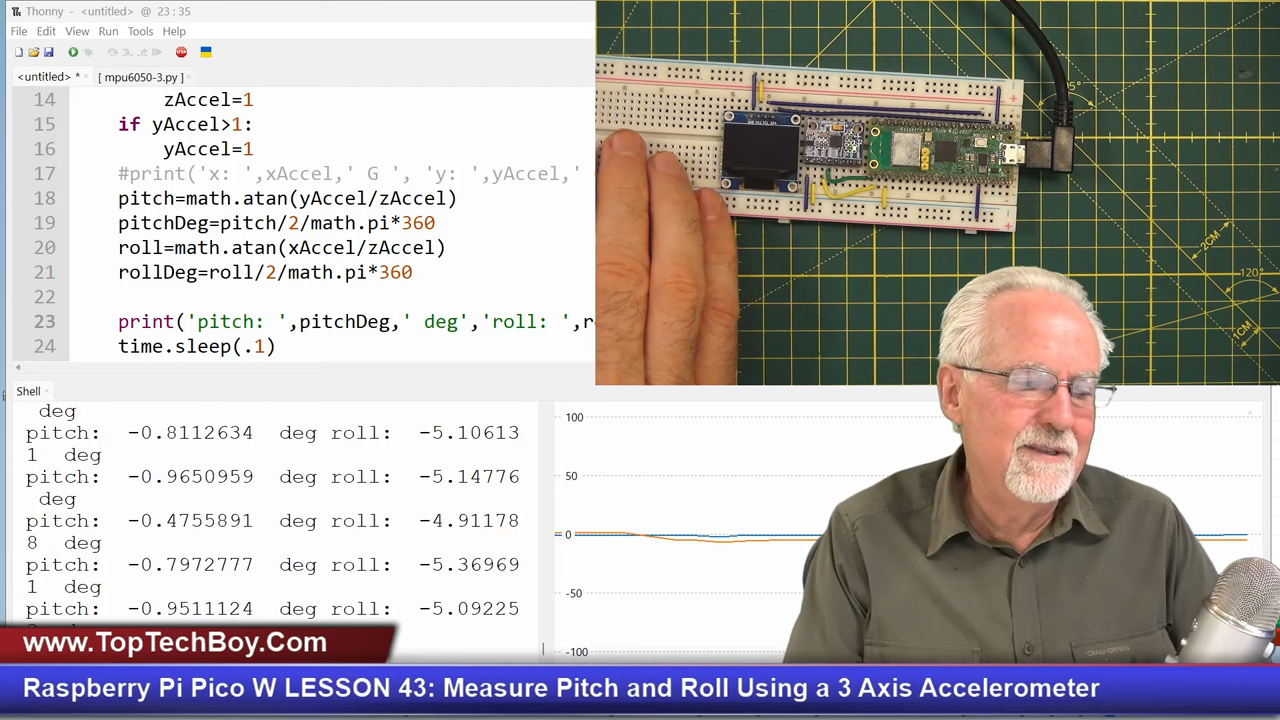 Thonny - <untitled> @ 23 : 35
File Edit View Run Tools Help
<untitled> * [ mpu6050-3.py ]
14 zAccel=1
15 if yAccel>1:
16 yAccel=1
17 #print('x: ',xAccel,' G ', 'y: ',yAccel,'
18 pitch=math.atan(yAccel/zAccel)
19 pitchDeg=pitch/2/math.pi*360
20 roll=math.atan(xAccel/zAccel)
21 rollDeg=roll/2/math.pi*360
22
23 print('pitch: ',pitchDeg,' deg','roll: ',r
24 time.sleep(.1)
Shell
deg
pitch: -0.8112634 deg roll: -5.10613
1 deg
pitch: -0.9650959 deg roll: -5.14776
deg
pitch: -0.4755891 deg roll: -4.91178
8 deg
pitch: -0.7972777 deg roll: -5.36969
1 deg
pitch: -0.9511124 deg roll: -5.09225
100
50
0
-50
-100
120°
2CM
1CM
www.TopTechBoy.Com
Raspberry Pi Pico W LESSON 43: Measure Pitch and Roll Using a 3 Axis Accelerometer